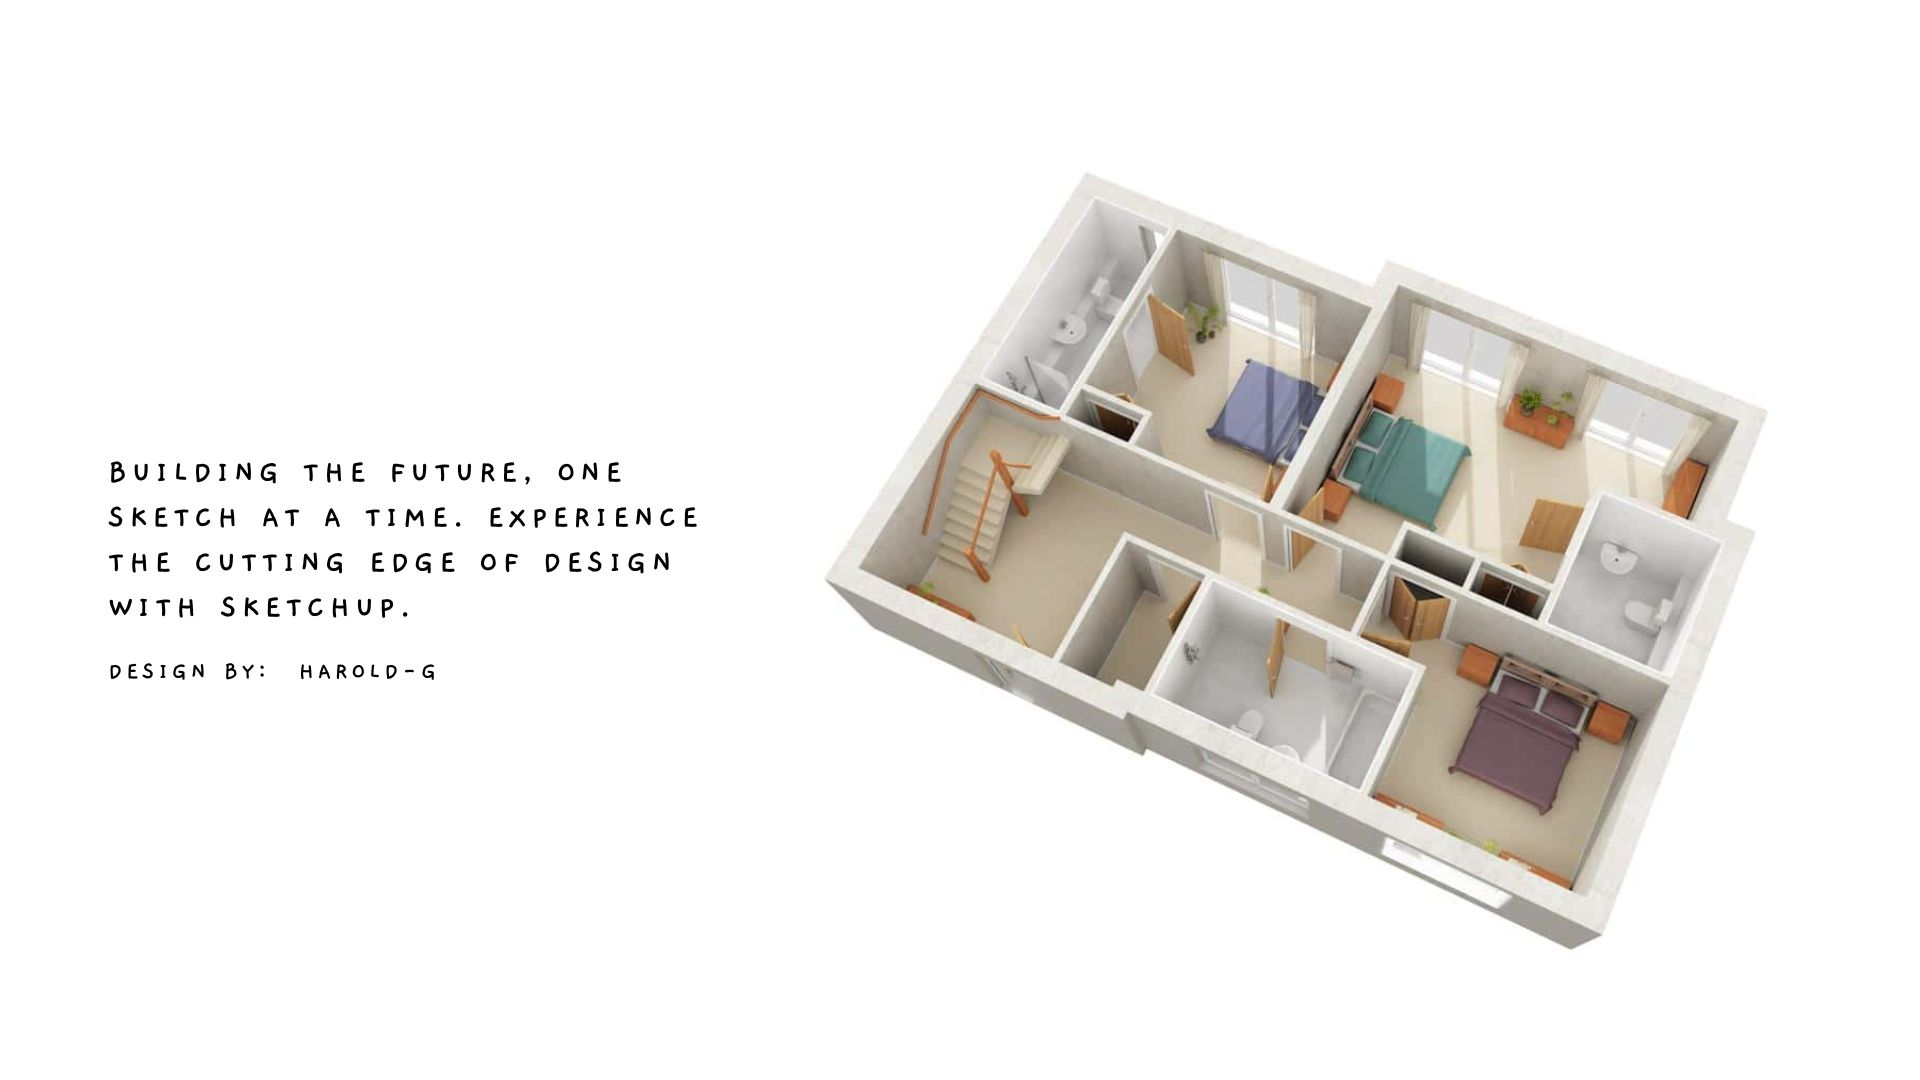 BUILDING THE FUTURE, ONE
SKETCH AT A TIME. EXPERIENCE
THE CUTTING EDGE OF DESIGN
WITH SKETCHUP.
DESIGN BY: HAROLD-G